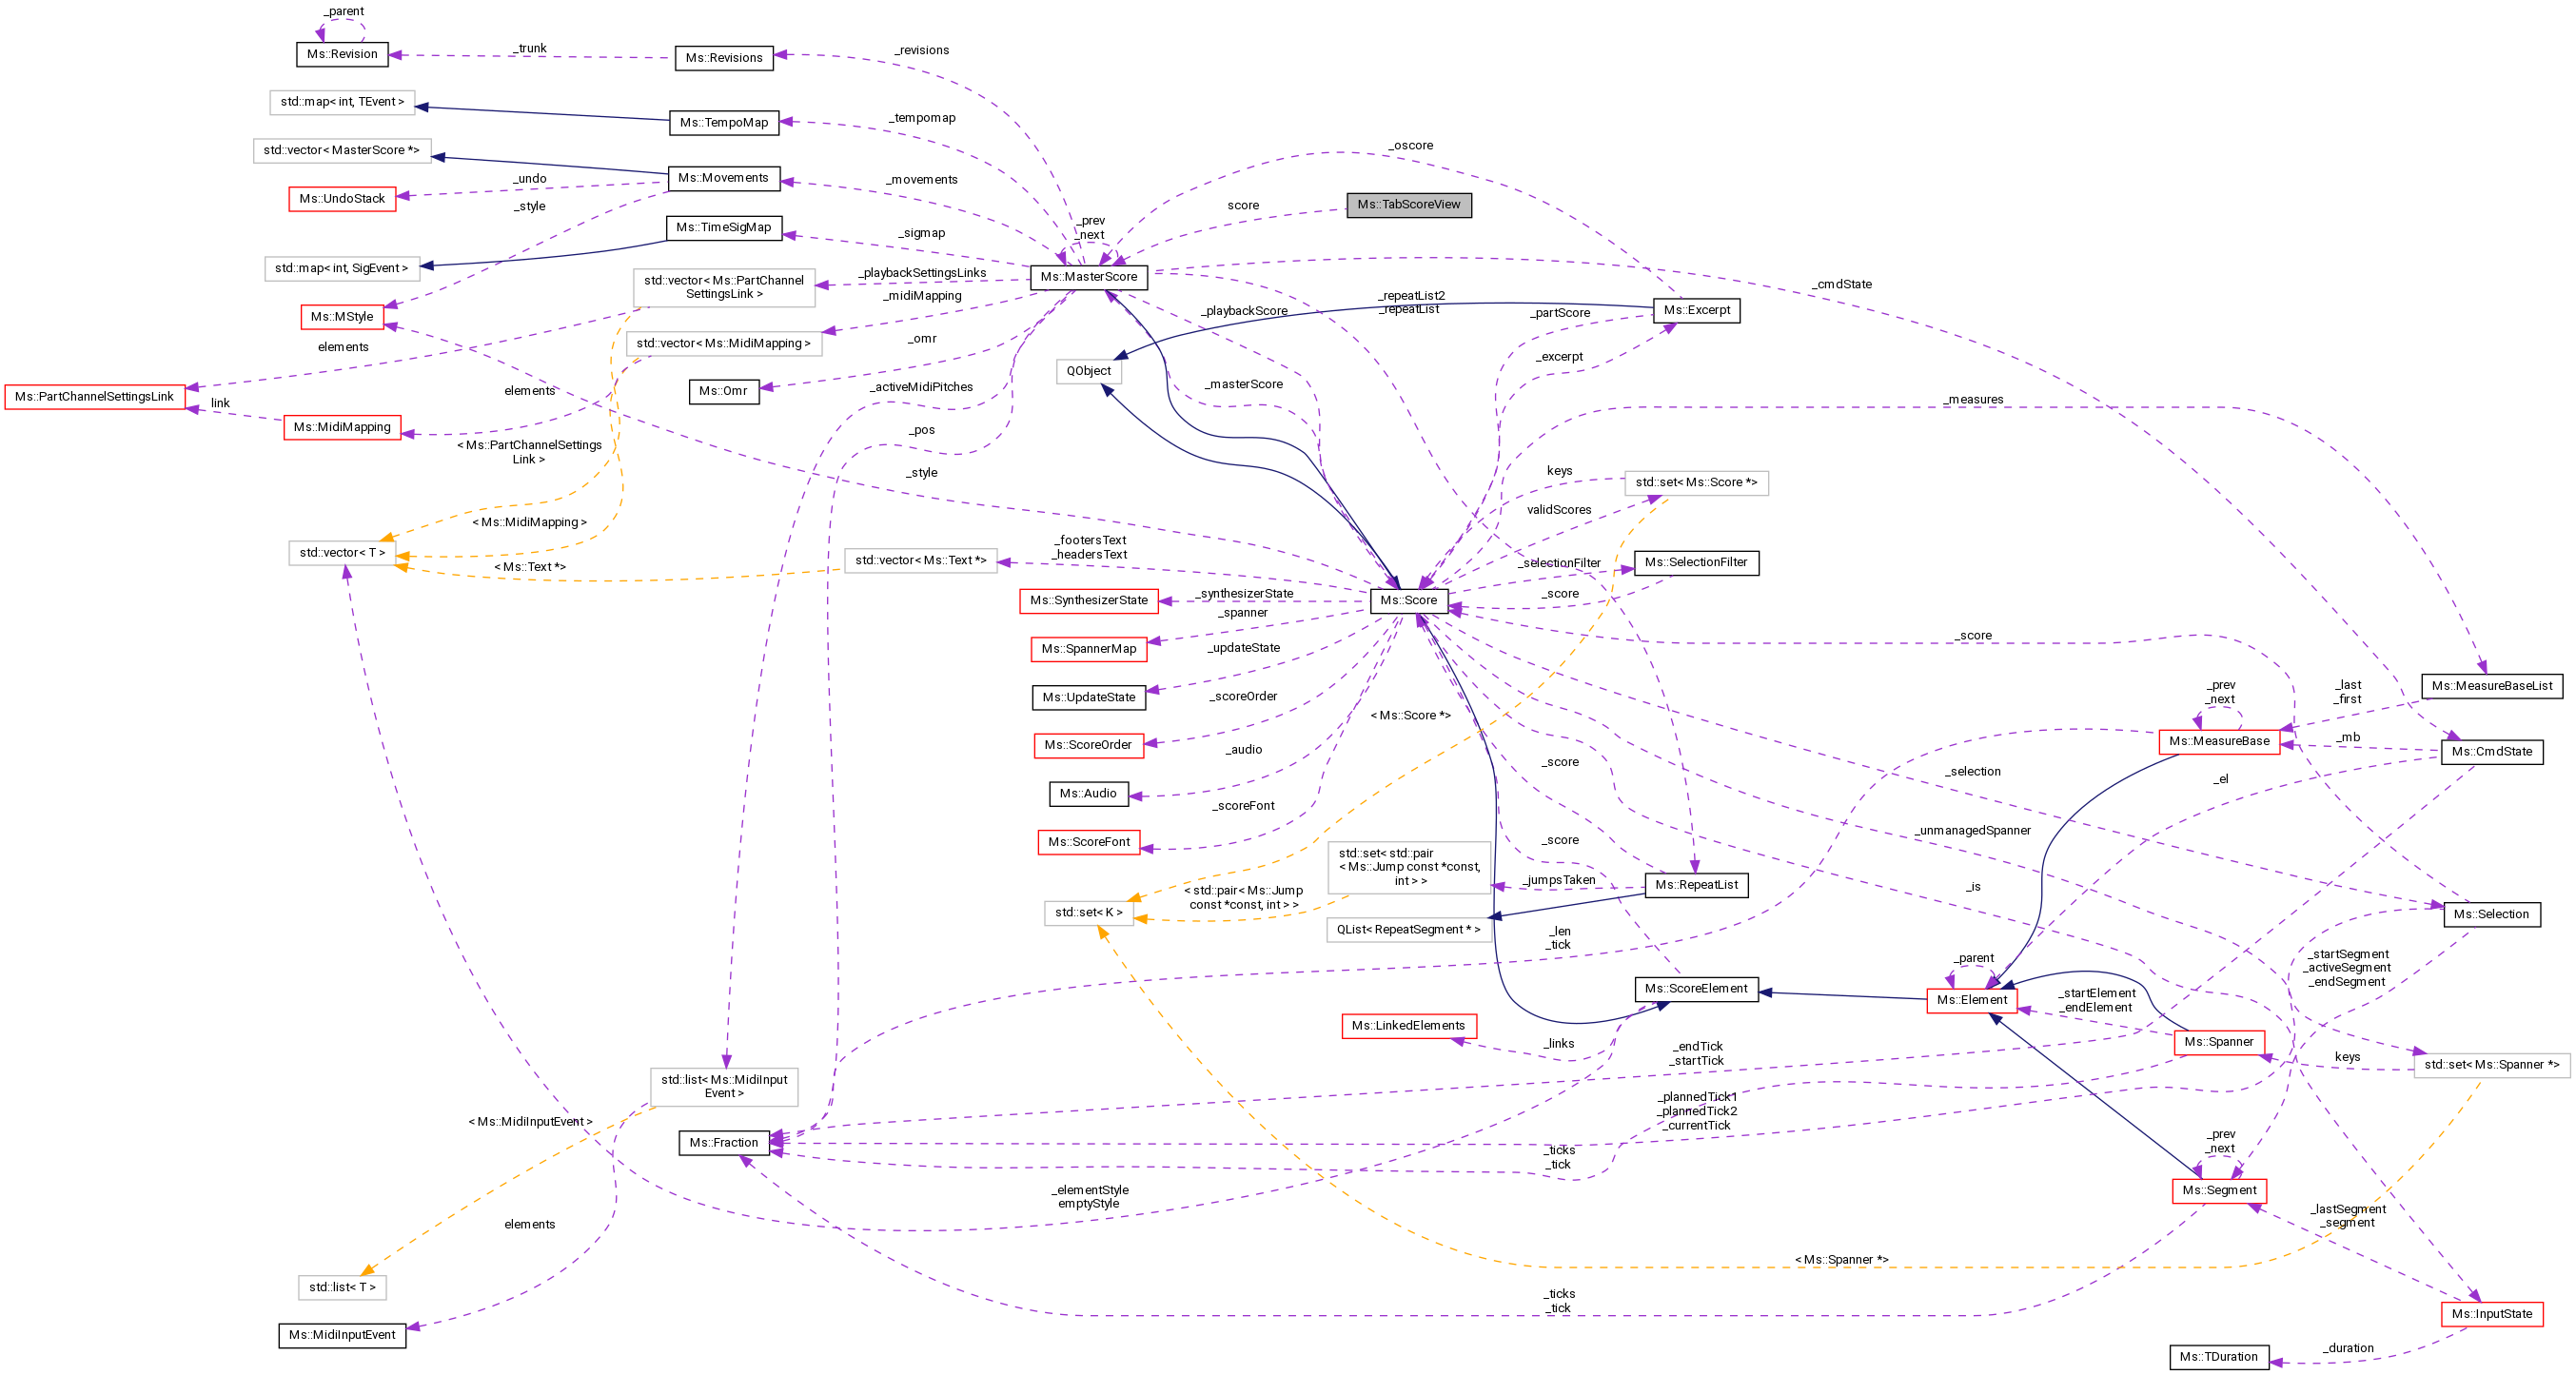 _parent
Ms::Revision
_trunk
Ms::Revisions
_revisions
std::map< int, TEvent >
Ms::TempoMap
_tempomap
std::vector< MasterScore *>
Ms::Movements
_movements
_undo
Ms::UndoStack
_style
Ms::TimeSigMap
_sigmap
std::map< int, SigEvent >
_oscore
score
Ms::TabScoreView
_prev
_next
Ms::MasterScore
std::vector< Ms::PartChannel
SettingsLink >
_playbackSettingsLinks
_midiMapping
_cmdState
Ms::MStyle
elements
std::vector< Ms::MidiMapping >
_omr
_playbackScore
_repeatList2
_repeatList
_partScore
Ms::Excerpt
_excerpt
QObject
Ms::PartChannelSettingsLink
link
Ms::MidiMapping
elements
Ms::Omr
_activeMidiPitches
_masterScore
_measures
_pos
< Ms::PartChannelSettings
Link >
_style
keys
std::set< Ms::Score *>
validScores
< Ms::MidiMapping >
std::vector< T >
< Ms::Text *>
std::vector< Ms::Text *>
_footersText
_headersText
_selectionFilter
Ms::SelectionFilter
_score
Ms::SynthesizerState
_synthesizerState
Ms::Score
_spanner
Ms::SpannerMap
_updateState
Ms::UpdateState
_scoreOrder
Ms::ScoreOrder
_audio
Ms::Audio
_scoreFont
Ms::ScoreFont
_score
< Ms::Score *>
_prev
_next
_last
_first
Ms::MeasureBaseList
Ms::MeasureBase
_mb
Ms::CmdState
_el
_score
_selection
_unmanagedSpanner
_score
std::set< std::pair
< Ms::Jump const *const,
int > >
_jumpsTaken
Ms::RepeatList
< std::pair< Ms::Jump
const *const, int > >
std::set< K >
QList< RepeatSegment * >
_is
Ms::Selection
_len
_tick
_startSegment
_activeSegment
_endSegment
_parent
Ms::ScoreElement
Ms::Element
_startElement
_endElement
Ms::LinkedElements
_links
_endTick
_startTick
Ms::Spanner
keys
std::set< Ms::Spanner *>
std::list< Ms::MidiInput
Event >
< Ms::MidiInputEvent >
Ms::Fraction
_plannedTick1
_plannedTick2
_currentTick
_ticks
_tick
_prev
_next
Ms::Segment
_elementStyle
emptyStyle
elements
_lastSegment
_segment
< Ms::Spanner *>
std::list< T >
_ticks
_tick
Ms::InputState
Ms::MidiInputEvent
_duration
Ms::TDuration